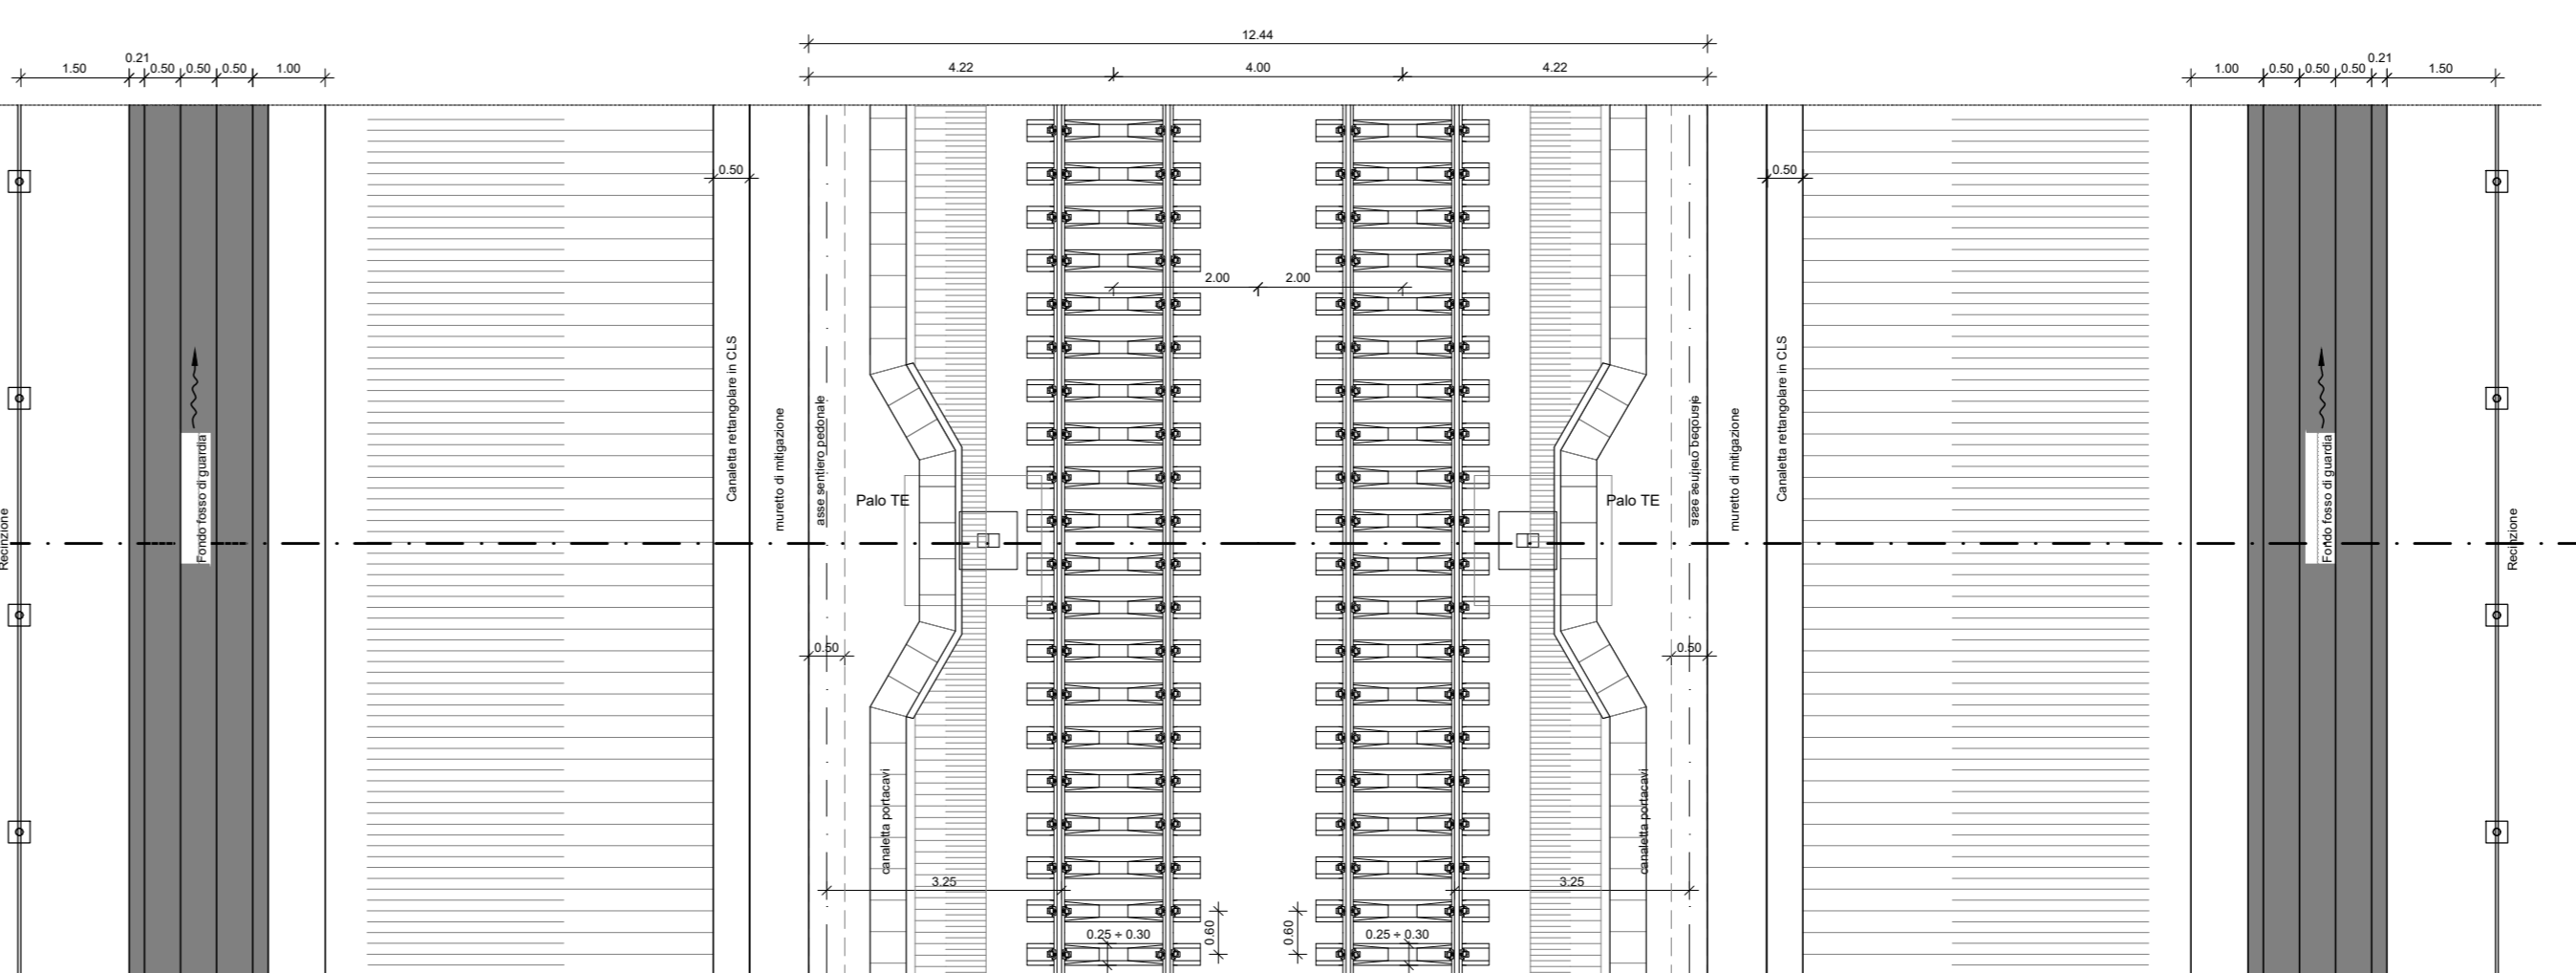 12.44
4.22 4.00 4.22
1.50 0.21 0.50 0.50 0.50 1.00
1.00 0.50 0.50 0.50 0.21 1.50
0.50
0.50
2.00 2.00
Recinzione
Fondo fosso di guardia
Canaletta rettangolare in CLS
muretto di mitigazione
asse sentiero pedonale
Palo TE
Palo TE
asse sentiero pedonale
muretto di mitigazione
Canaletta rettangolare in CLS
Fondo fosso di guardia
Recinzione
0.50
0.50
canaletta portacavi
canaletta portacavi
3.25
3.25
0.60
0.60
0.25 ÷ 0.30
0.25 ÷ 0.30